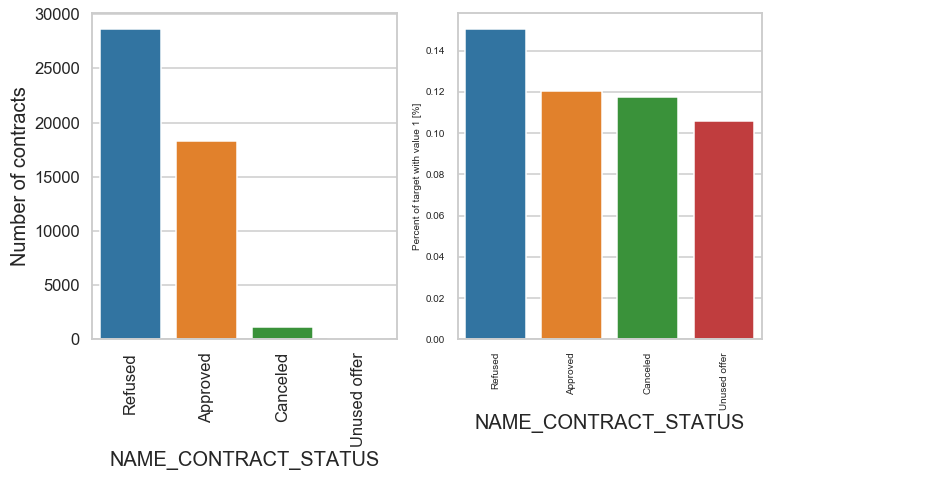 30000
25000
20000
15000
10000
5000
0
Number of contracts
Refused
Approved
Canceled
Unused offer
NAME_CONTRACT_STATUS
0.14
0.12
0.10
0.08
0.06
0.04
0.02
0.00
Percent of target with value 1 [%]
Refused
Approved
Canceled
Unused offer
NAME_CONTRACT_STATUS